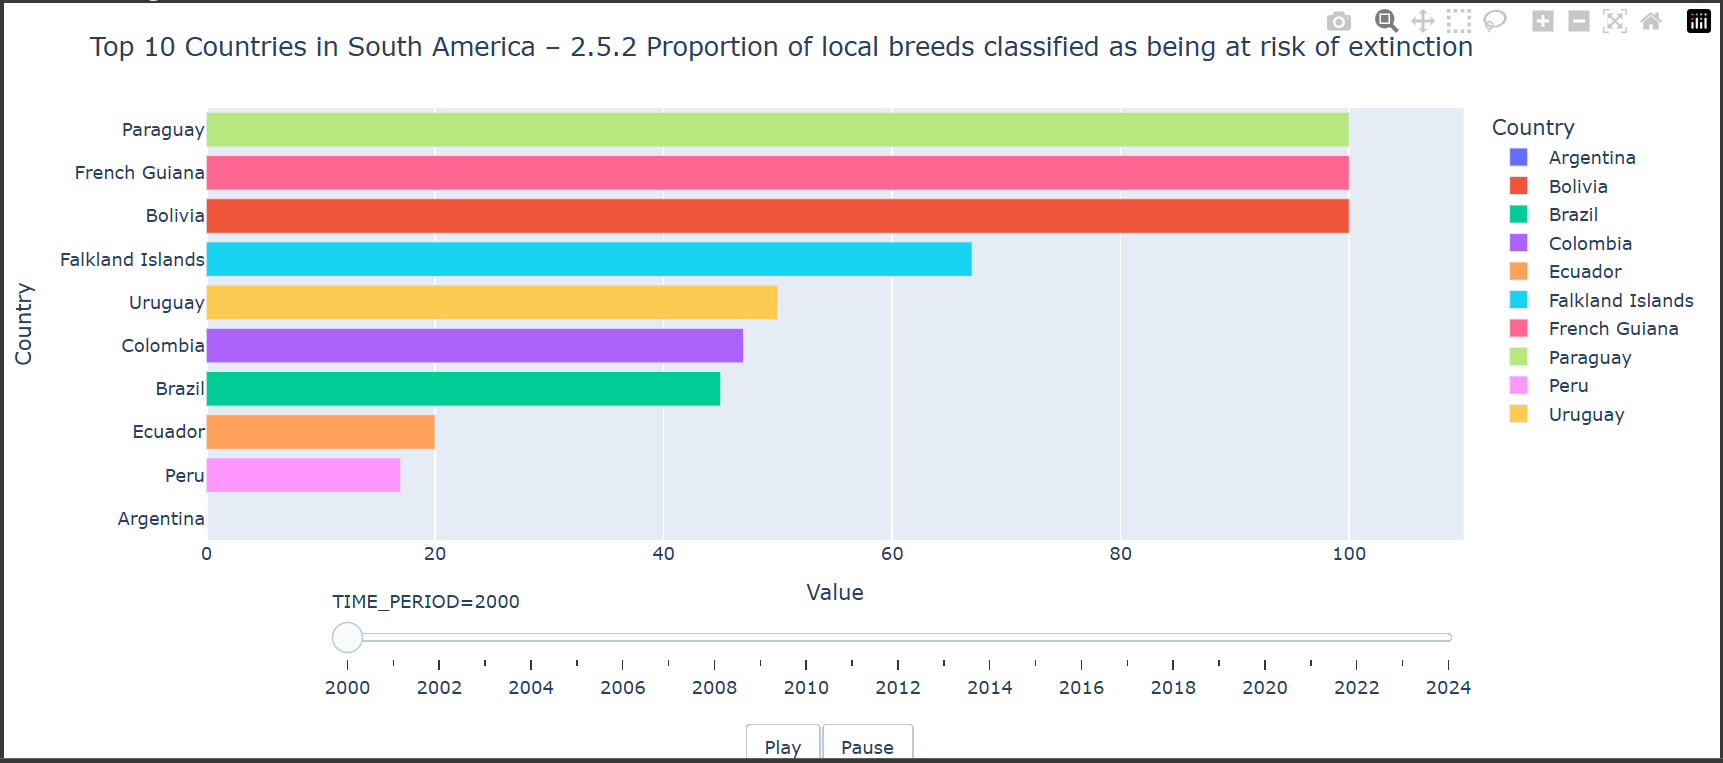 Top 10 Countries in South America – 2.5.2 Proportion of local breeds classified as being at risk of extinction
Country
Paraguay
French Guiana
Bolivia
Falkland Islands
Uruguay
Colombia
Brazil
Ecuador
Peru
Argentina
0 20 40 60 80 100
Value
Country
Argentina
Bolivia
Brazil
Colombia
Ecuador
Falkland Islands
French Guiana
Paraguay
Peru
Uruguay
TIME_PERIOD=2000
2000 2002 2004 2006 2008 2010 2012 2014 2016 2018 2020 2022 2024
Play Pause